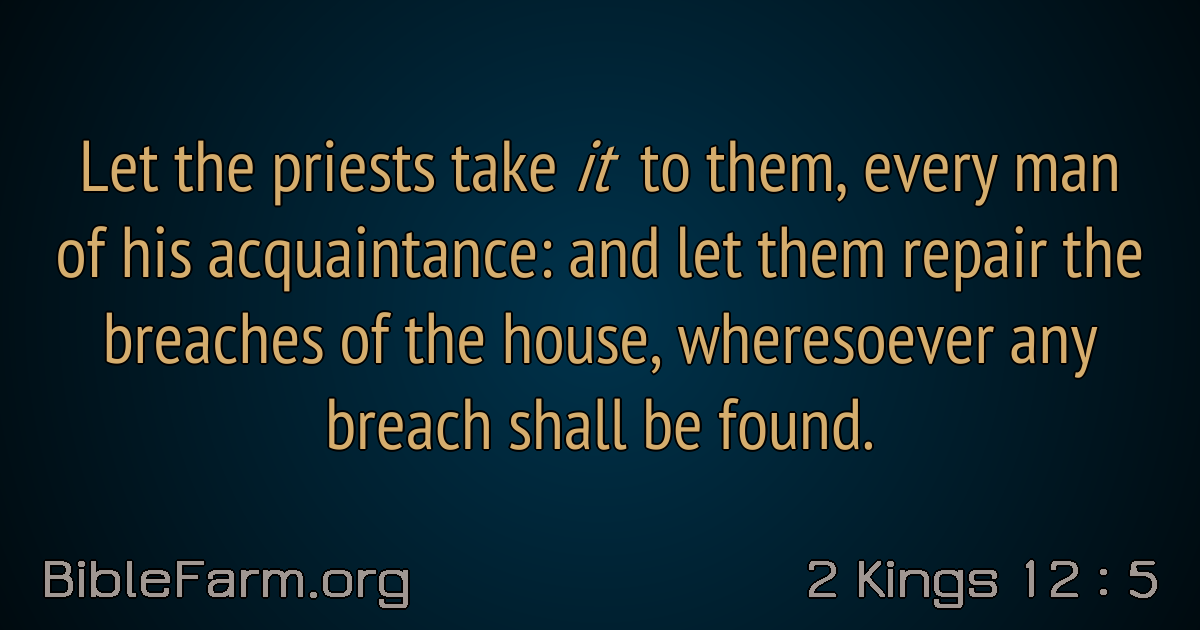 Let the priests take it to them, every man
of his acquaintance: and let them repair the
breaches of the house, wheresoever any
breach shall be found.
BibleFarm.org
2 Kings 12 : 5